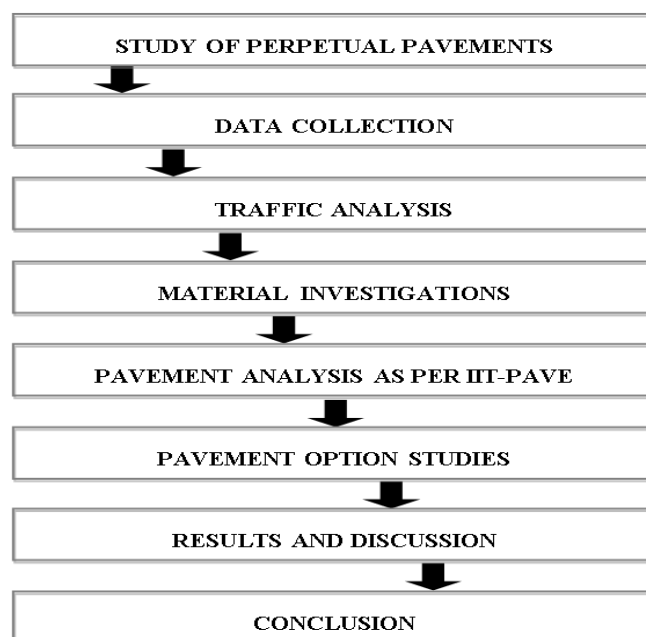 STUDY OF PERPETUAL PAVEMENTS
DATA COLLECTION
TRAFFIC ANALYSIS
MATERIAL INVESTIGATIONS
PAVEMENT ANALYSIS AS PER IIT-PAVE
PAVEMENT OPTION STUDIES
RESULTS AND DISCUSSION
CONCLUSION